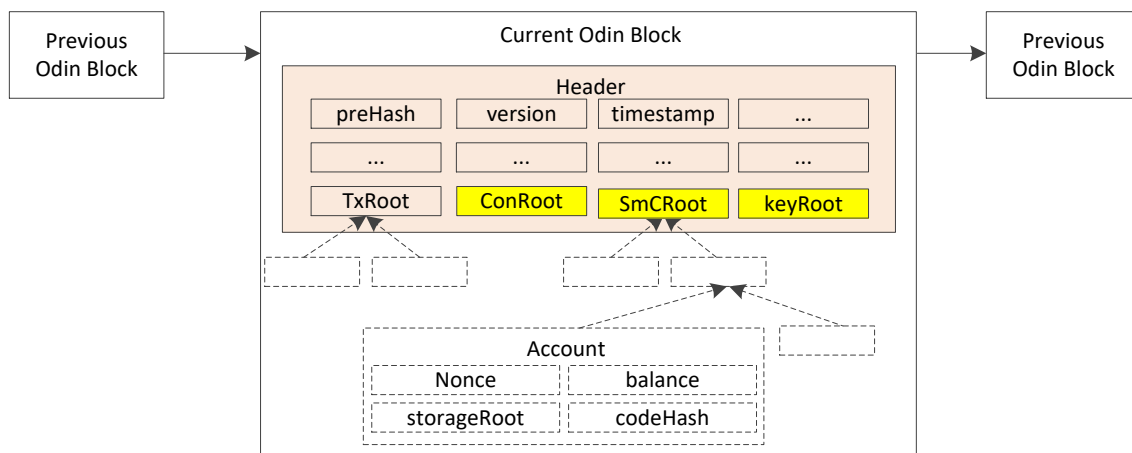 Previous
Odin Block
Current Odin Block
Previous
Odin Block
Header
preHash
version
timestamp
...
...
...
...
...
TxRoot
ConRoot
SmCRoot
keyRoot
Account
Nonce
balance
storageRoot
codeHash